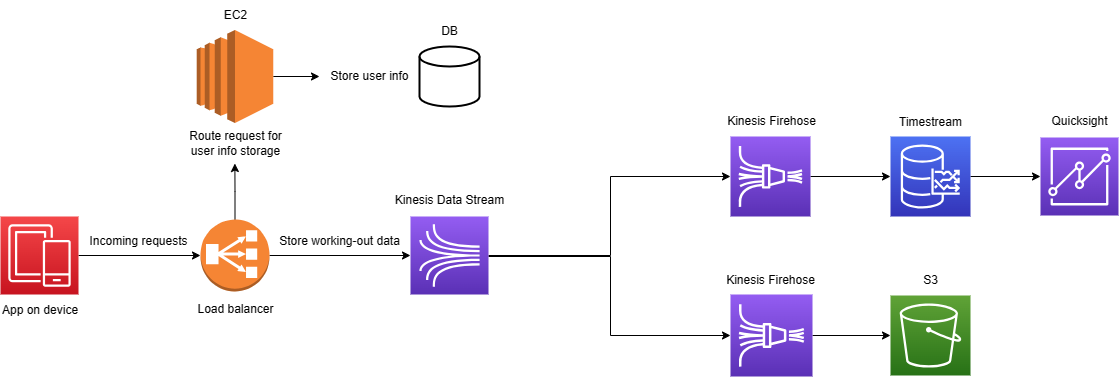 EC2
DB
Store user info
Route request for
user info storage
Kinesis Firehose
Timestream
Quicksight
Kinesis Data Stream
Incoming requests
Store working-out data
App on device
Load balancer
Kinesis Firehose
S3